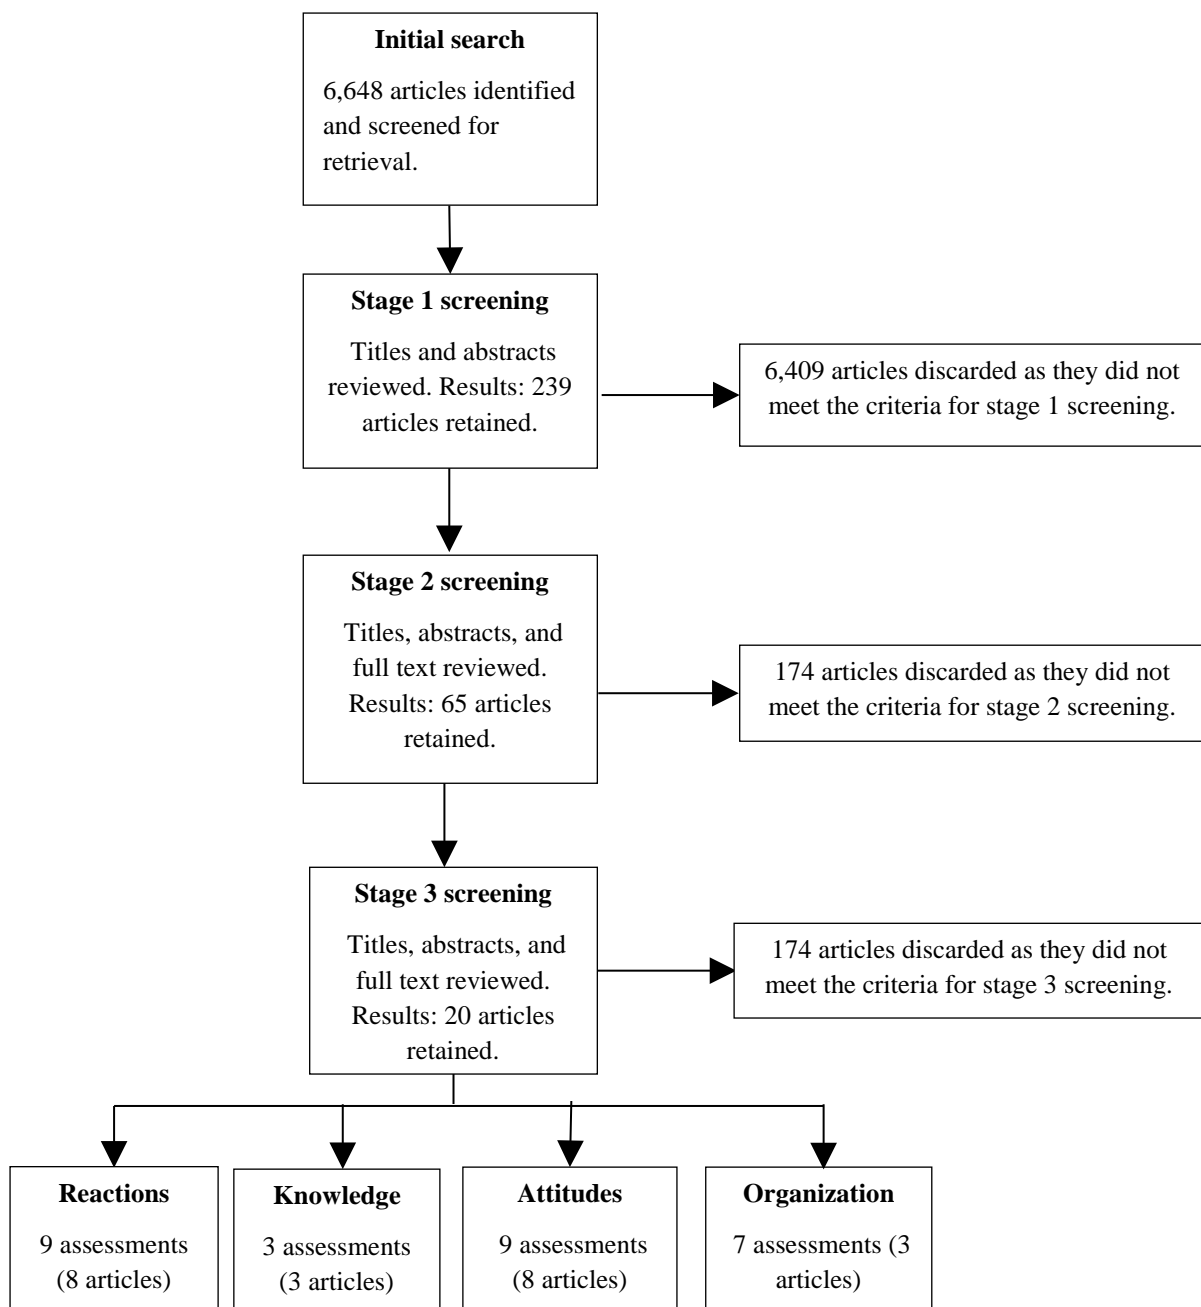 Initial search
6,648 articles identified
and screened for
retrieval.
Stage 1 screening
Titles and abstracts
reviewed. Results: 239
articles retained.
6,409 articles discarded as they did not
meet the criteria for stage 1 screening.
Stage 2 screening
Titles, abstracts, and
full text reviewed.
Results: 65 articles
retained.
174 articles discarded as they did not
meet the criteria for stage 2 screening.
Stage 3 screening
Titles, abstracts, and
full text reviewed.
Results: 20 articles
retained.
174 articles discarded as they did not
meet the criteria for stage 3 screening.
Reactions
9 assessments
(8 articles)
Knowledge
3 assessments
(3 articles)
Attitudes
9 assessments
(8 articles)
Organization
7 assessments (3
articles)